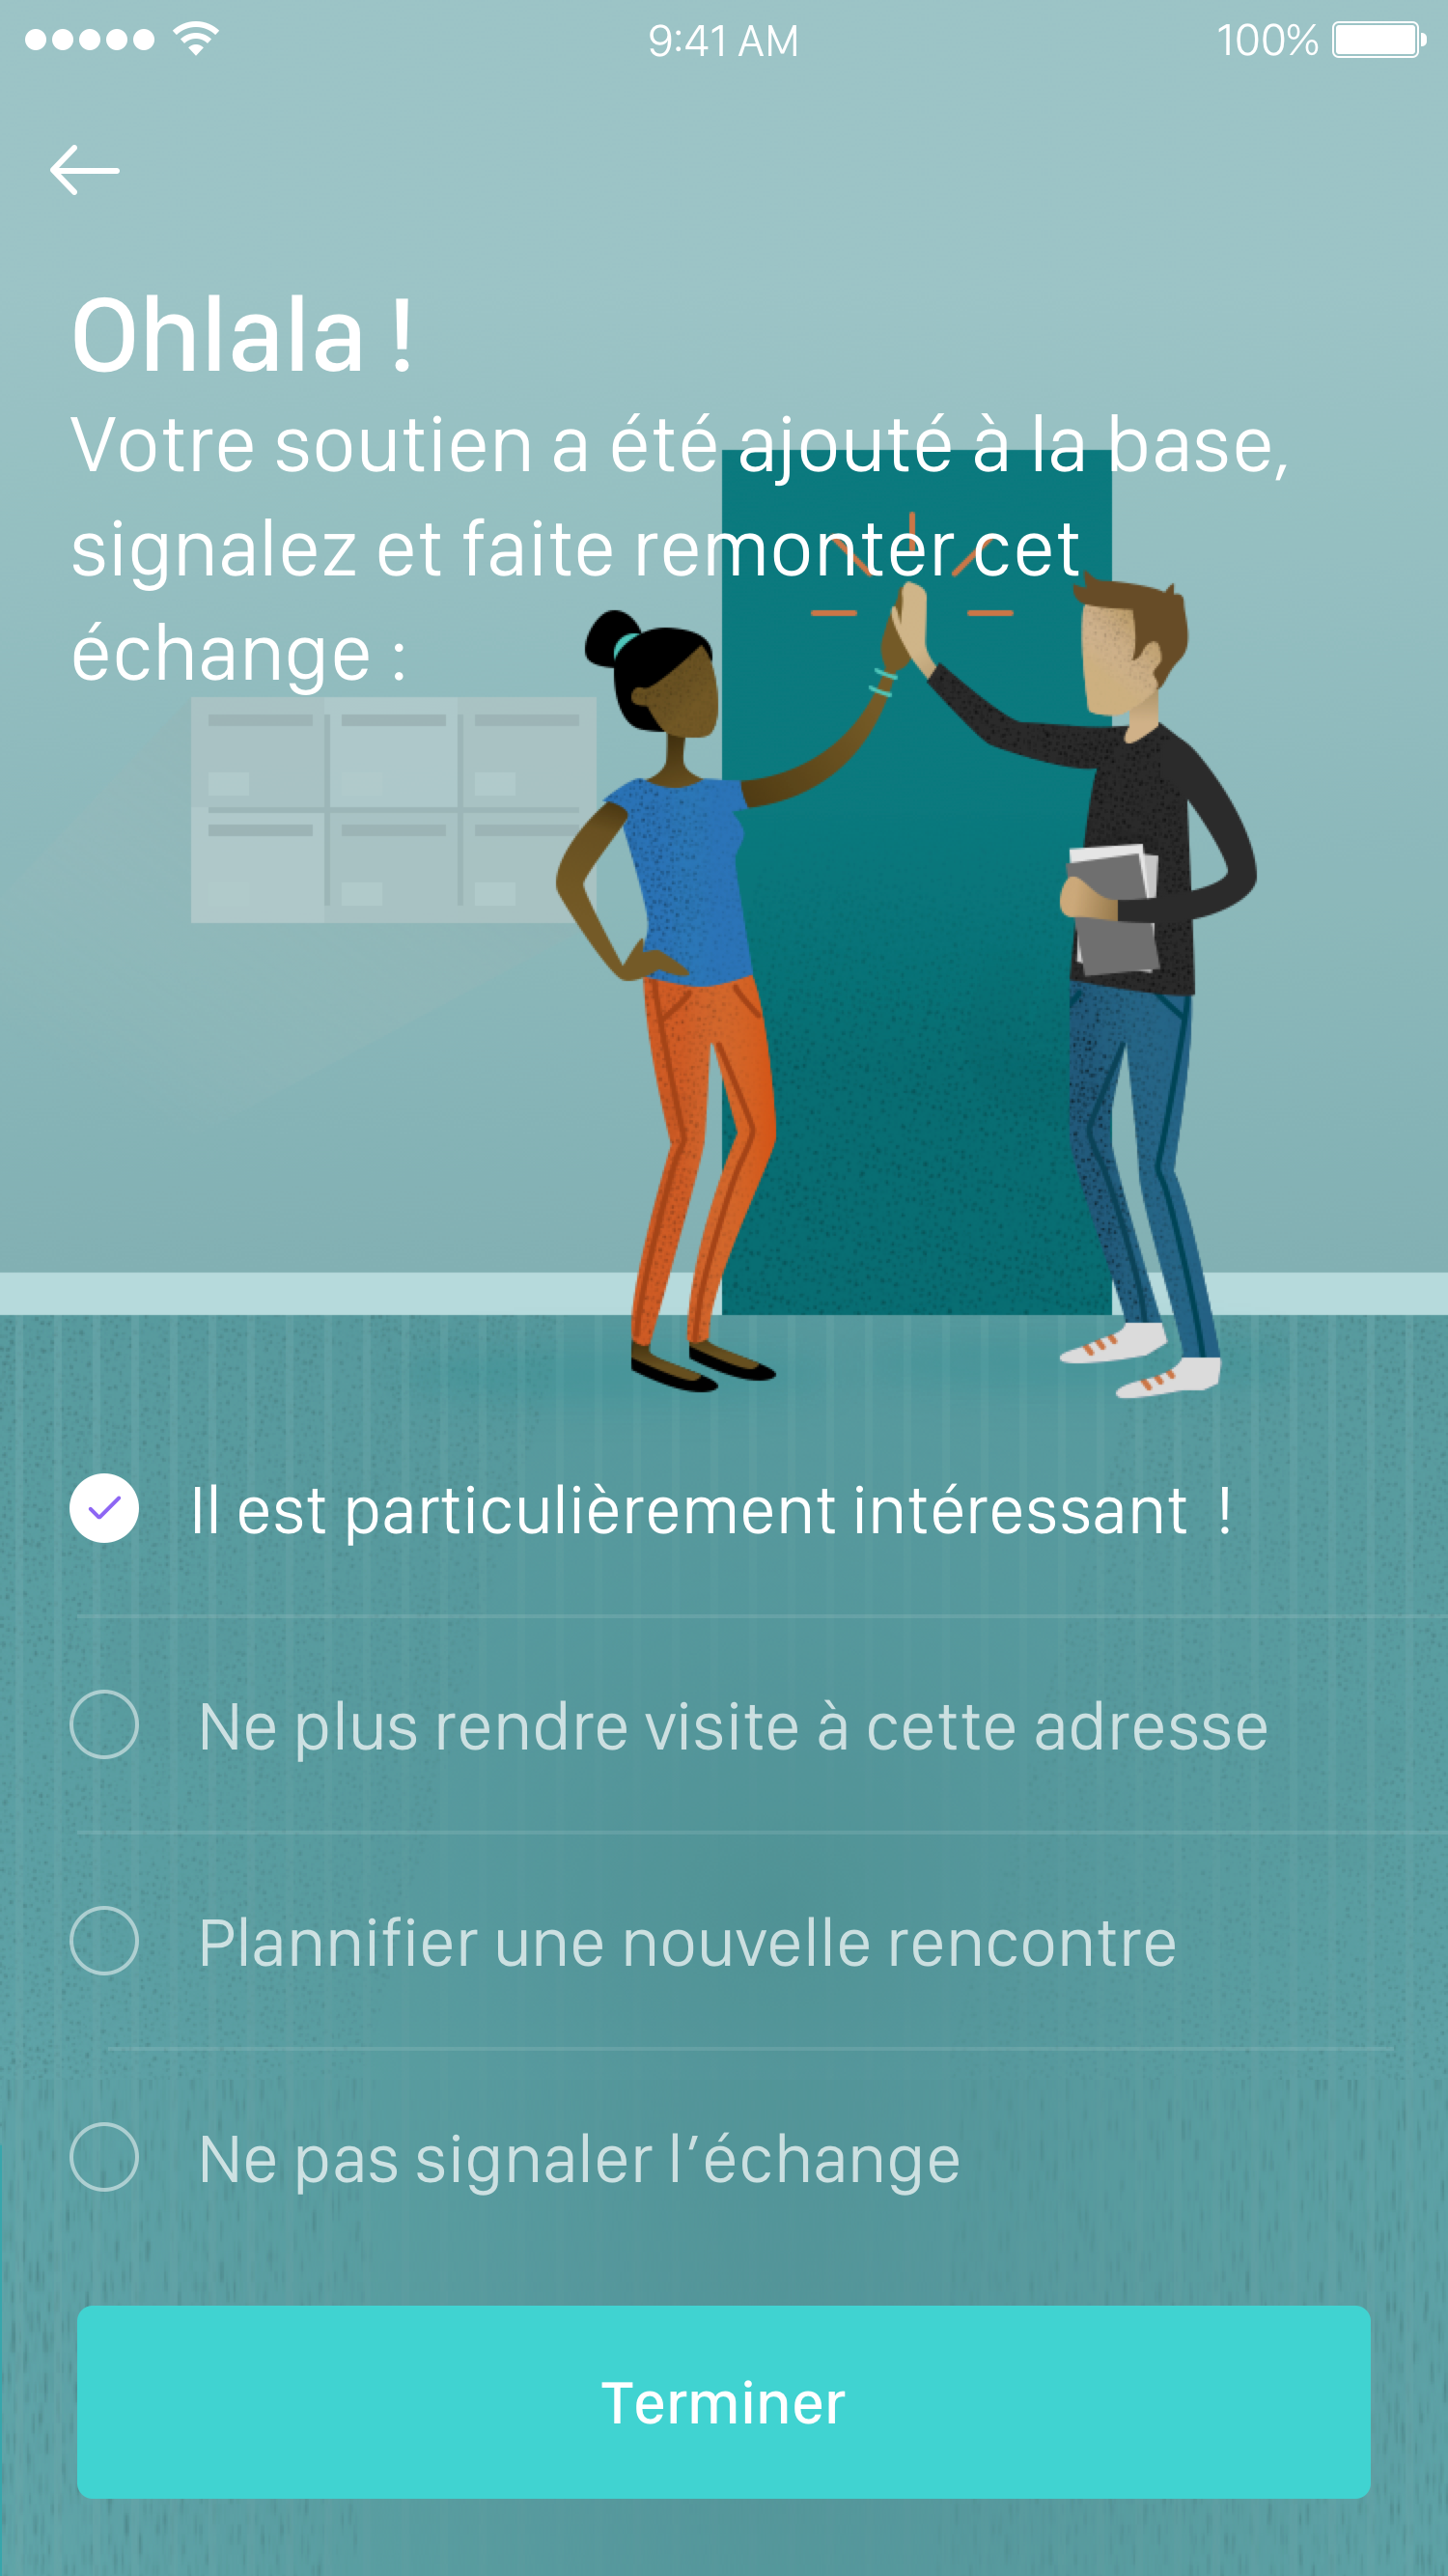 9:41 AM
100%
Ohlala !
Votre soutien a été ajouté à la base,
signalez et faite remonter cet
échange :
Il est particulièrement intéressant !
Ne plus rendre visite à cette adresse
Plannifier une nouvelle rencontre
Ne pas signaler l’échange
Terminer